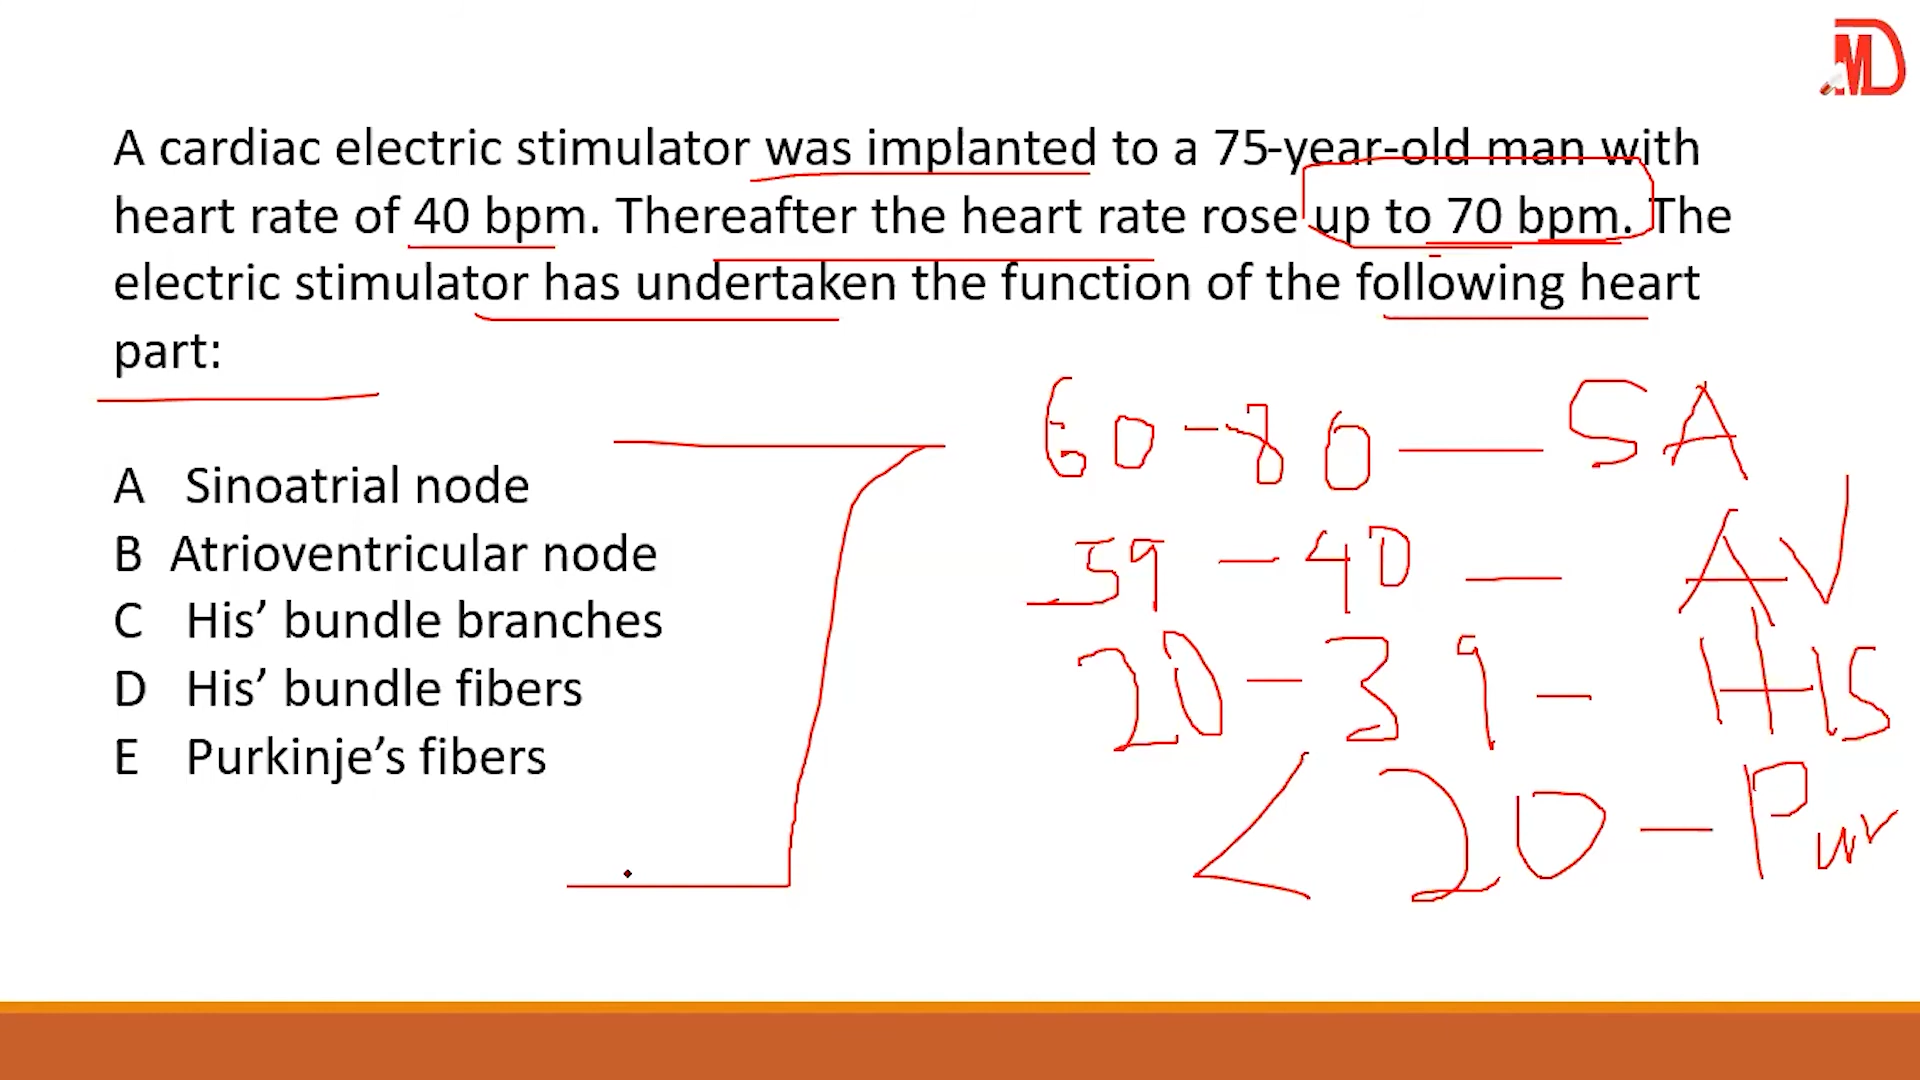 MD
A cardiac electric stimulator was implanted to a 75-year-old man with
heart rate of 40 bpm. Thereafter the heart rate rose up to 70 bpm. The
electric stimulator has undertaken the function of the following heart
part:
A Sinoatrial node
B Atrioventricular node
C His’ bundle branches
D His’ bundle fibers
E Purkinje’s fibers
60-80 — SA
59 - 40 — AV
20 - 39 - HIS
<20 - Pur